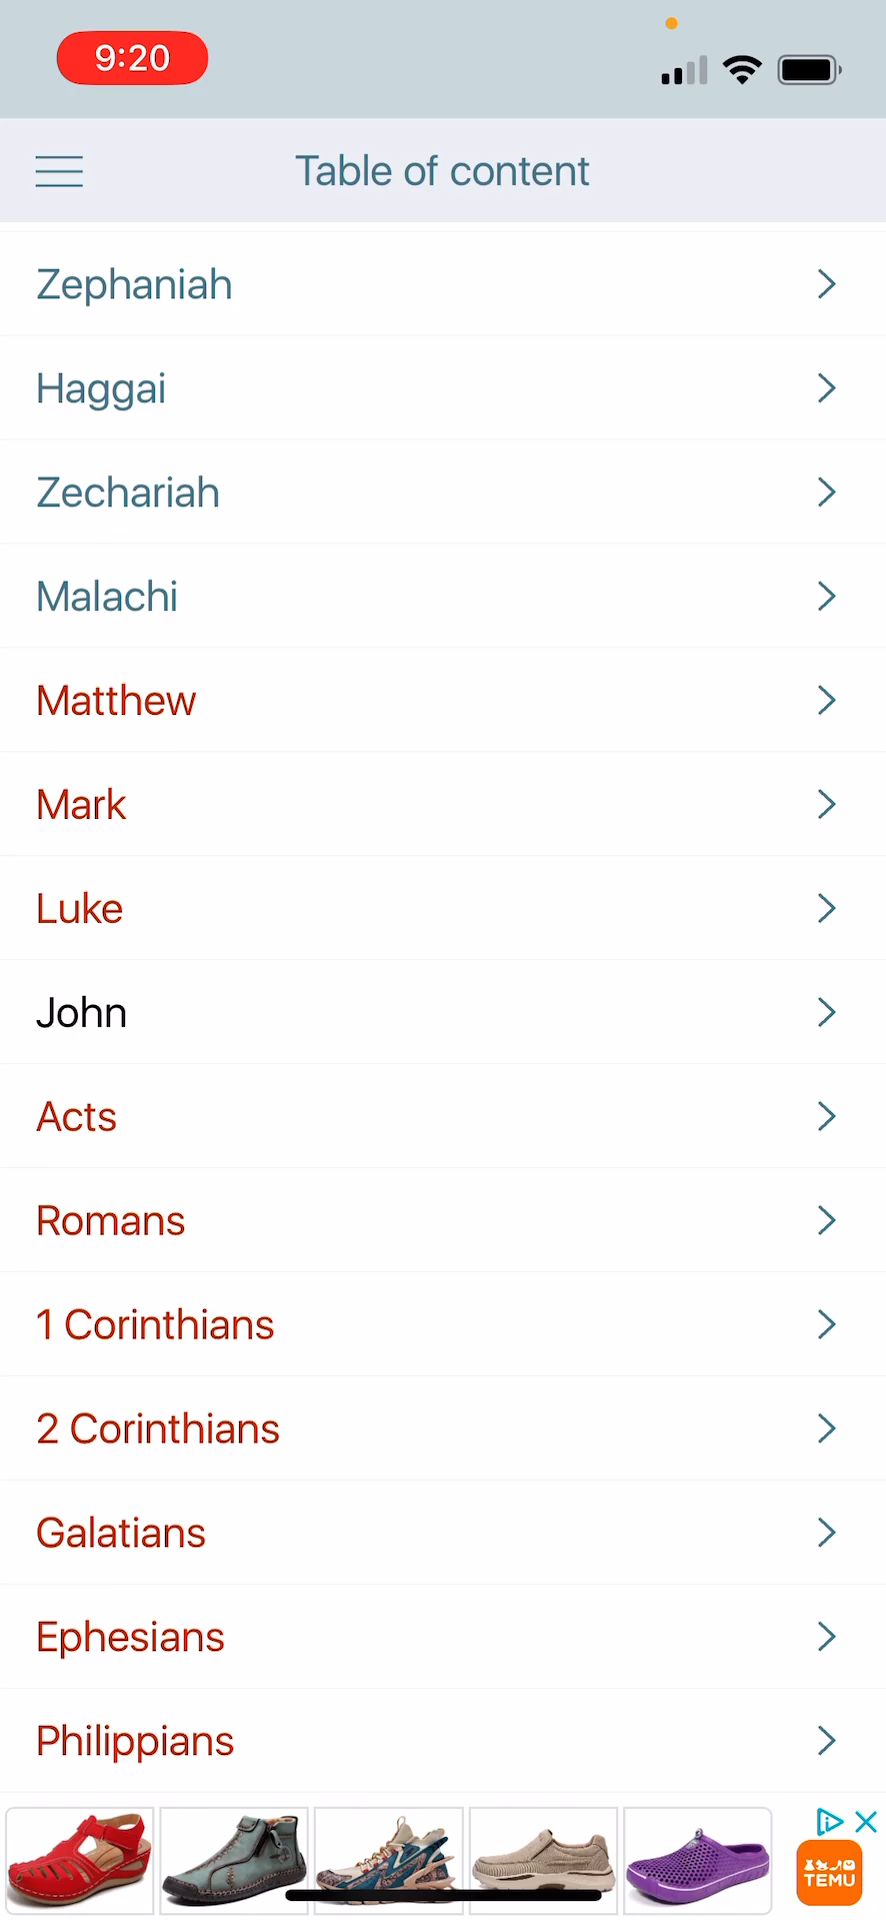 9:20
Table of content
Zephaniah
Haggai
Zechariah
Malachi
Matthew
Mark
Luke
John
Acts
Romans
1 Corinthians
2 Corinthians
Galatians
Ephesians
Philippians
TEMU